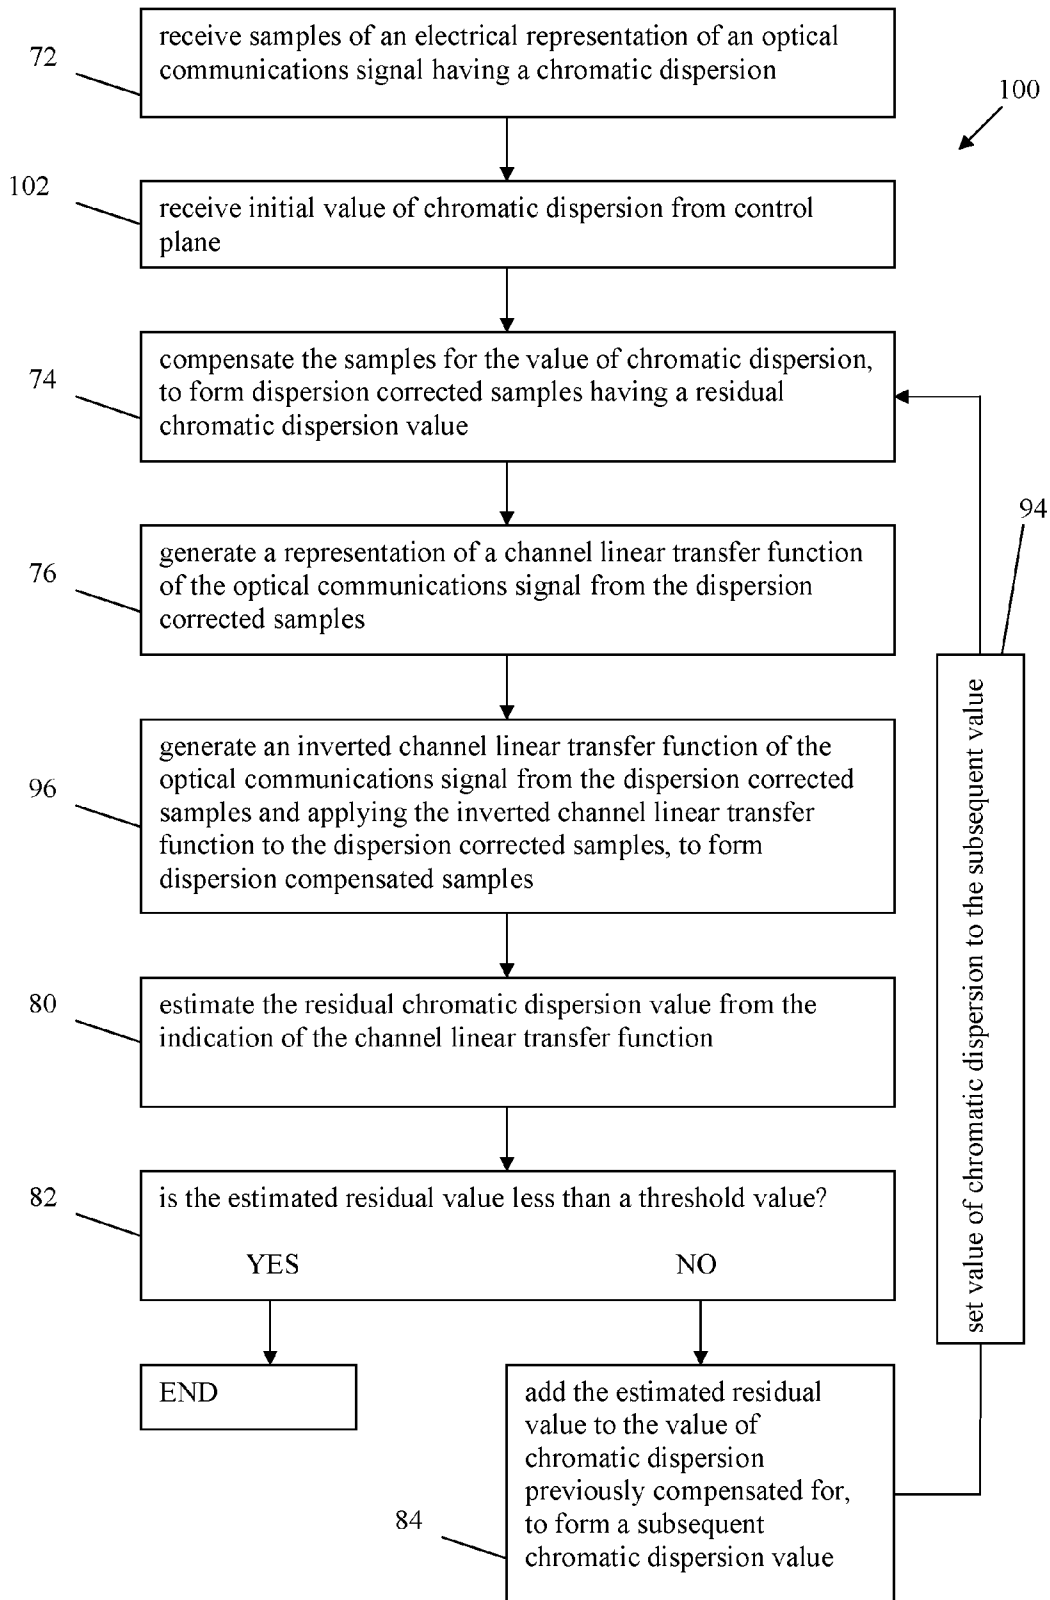 72
receive samples of an electrical representation of an optical
communications signal having a chromatic dispersion
100
102
receive initial value of chromatic dispersion from control
plane
74
compensate the samples for the value of chromatic dispersion,
to form dispersion corrected samples having a residual
chromatic dispersion value
94
76
generate a representation of a channel linear transfer function
of the optical communications signal from the dispersion
corrected samples
set value of chromatic dispersion to the subsequent value
96
generate an inverted channel linear transfer function of the
optical communications signal from the dispersion corrected
samples and applying the inverted channel linear transfer
function to the dispersion corrected samples, to form
dispersion compensated samples
80
estimate the residual chromatic dispersion value from the
indication of the channel linear transfer function
82
is the estimated residual value less than a threshold value?
YES NO
END
84
add the estimated residual
value to the value of
chromatic dispersion
previously compensated for,
to form a subsequent
chromatic dispersion value